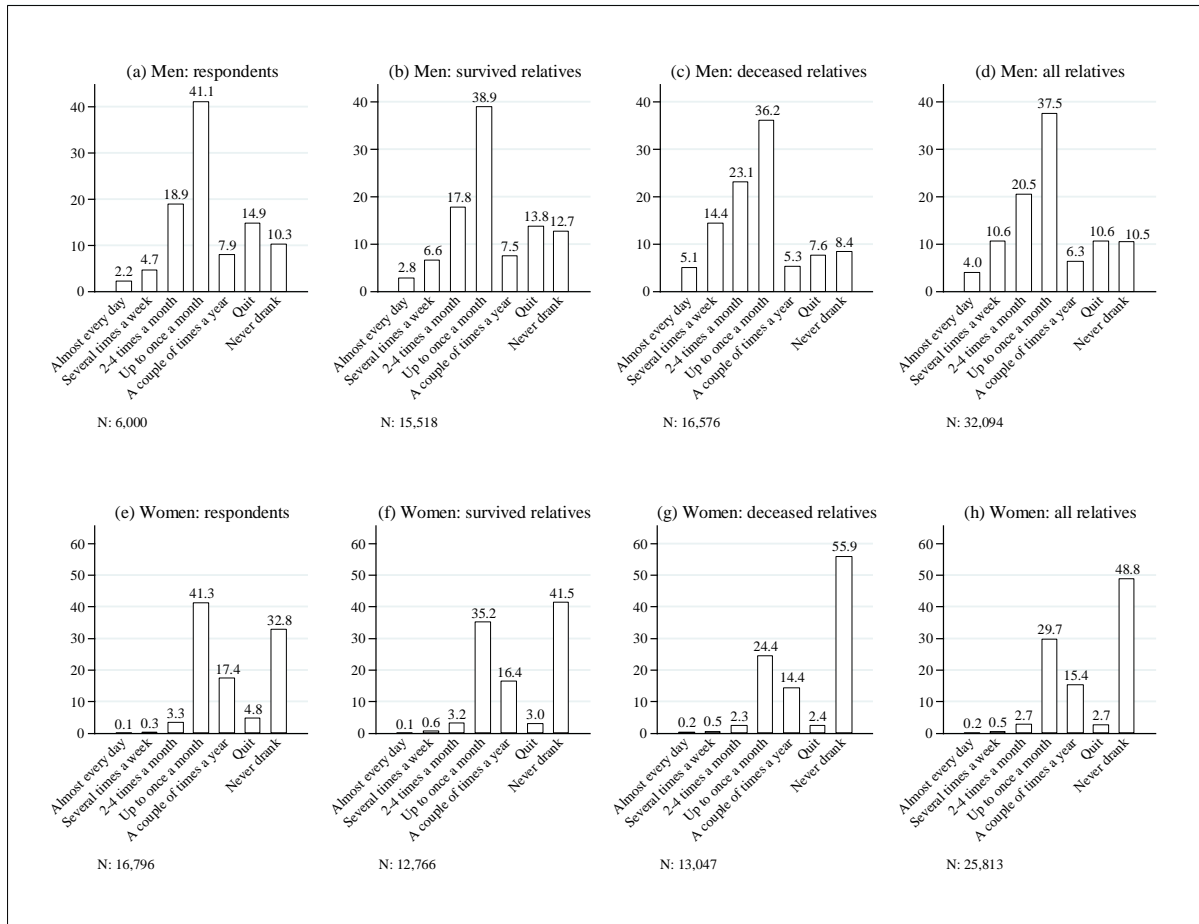 (a) Men: respondents
41.1
40
30
18.9
20
14.9
10.3
7.9
10
4.7
2.2
0
Almost every day
Several times a week
2-4 times a month
Up to once a month
A couple of times a year
Quit
Never drank
N: 6,000
(b) Men: survived relatives
38.9
40
30
17.8
20
13.8
12.7
7.5
6.6
10
2.8
0
Almost every day
Several times a week
2-4 times a month
Up to once a month
A couple of times a year
Quit
Never drank
N: 15,518
(c) Men: deceased relatives
36.2
40
30
23.1
20
14.4
10
8.4
7.6
5.1
5.3
0
Almost every day
Several times a week
2-4 times a month
Up to once a month
A couple of times a year
Quit
Never drank
N: 16,576
(d) Men: all relatives
37.5
40
30
20.5
20
10.6
10.6
10.5
10
6.3
4.0
0
Almost every day
Several times a week
2-4 times a month
Up to once a month
A couple of times a year
Quit
Never drank
N: 32,094
(e) Women: respondents
60
50
41.3
40
32.8
30
17.4
20
10
4.8
3.3
0.1
0.3
0
Almost every day
Several times a week
2-4 times a month
Up to once a month
A couple of times a year
Quit
Never drank
N: 16,796
(f) Women: survived relatives
60
50
41.5
40
35.2
30
16.4
20
10
3.2
3.0
0.1
0.6
0
Almost every day
Several times a week
2-4 times a month
Up to once a month
A couple of times a year
Quit
Never drank
N: 12,766
(g) Women: deceased relatives
60
55.9
50
40
30
24.4
20
14.4
10
2.3
2.4
0.2
0.5
0
Almost every day
Several times a week
2-4 times a month
Up to once a month
A couple of times a year
Quit
Never drank
N: 13,047
(h) Women: all relatives
60
50
48.8
40
30
29.7
20
15.4
10
2.7
2.7
0.2
0.5
0
Almost every day
Several times a week
2-4 times a month
Up to once a month
A couple of times a year
Quit
Never drank
N: 25,813